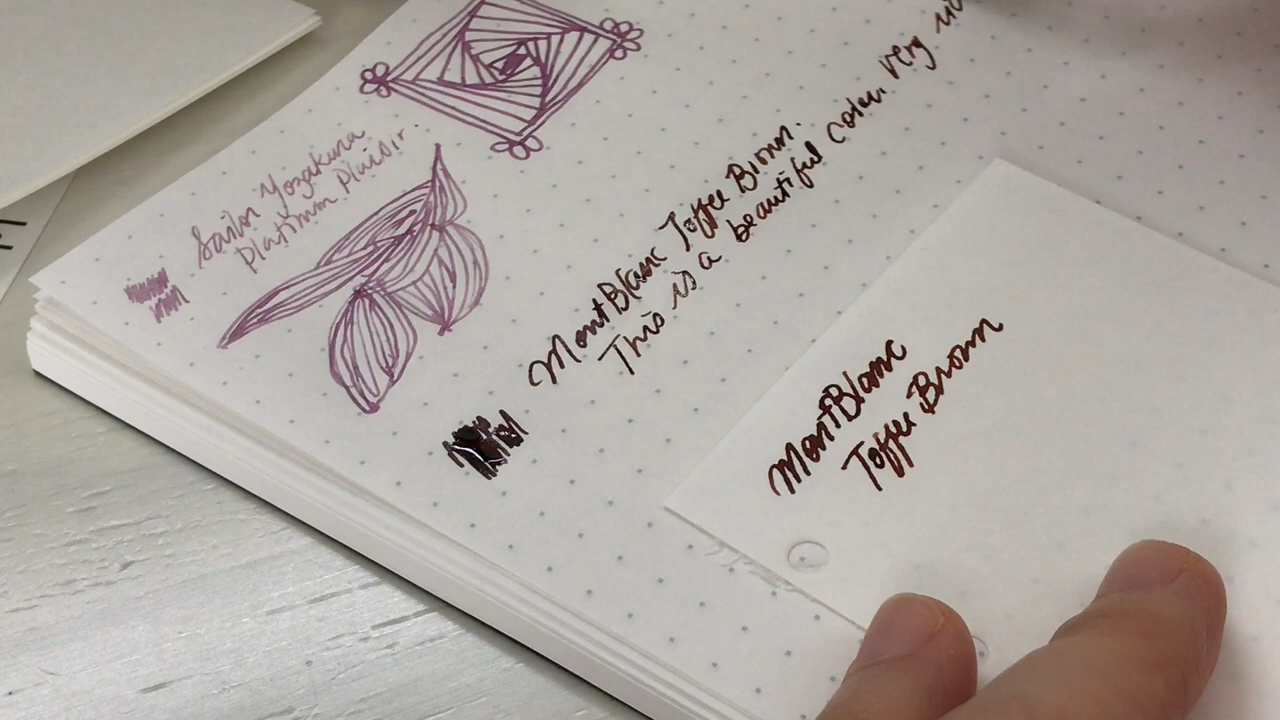 Sailor Yozakura
Platinum Plaisir.
MontBlanc Toffee Brown.
This is a beautiful color. very
MontBlanc
Toffee Brown